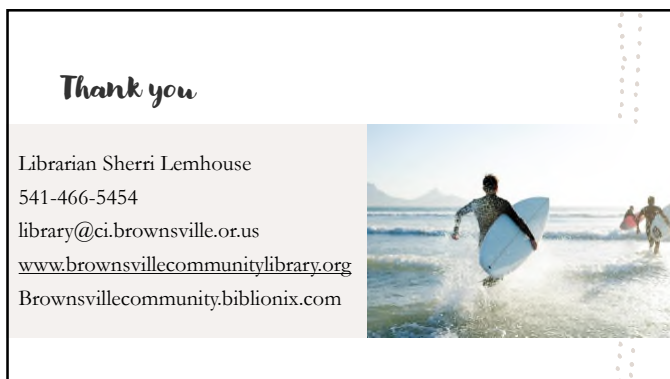 Thank you
Librarian Sherri Lemhouse
541-466-5454
library@ci.brownsville.or.us
www.brownsvillecommunitylibrary.org
Brownsvillecommunity.biblionix.com